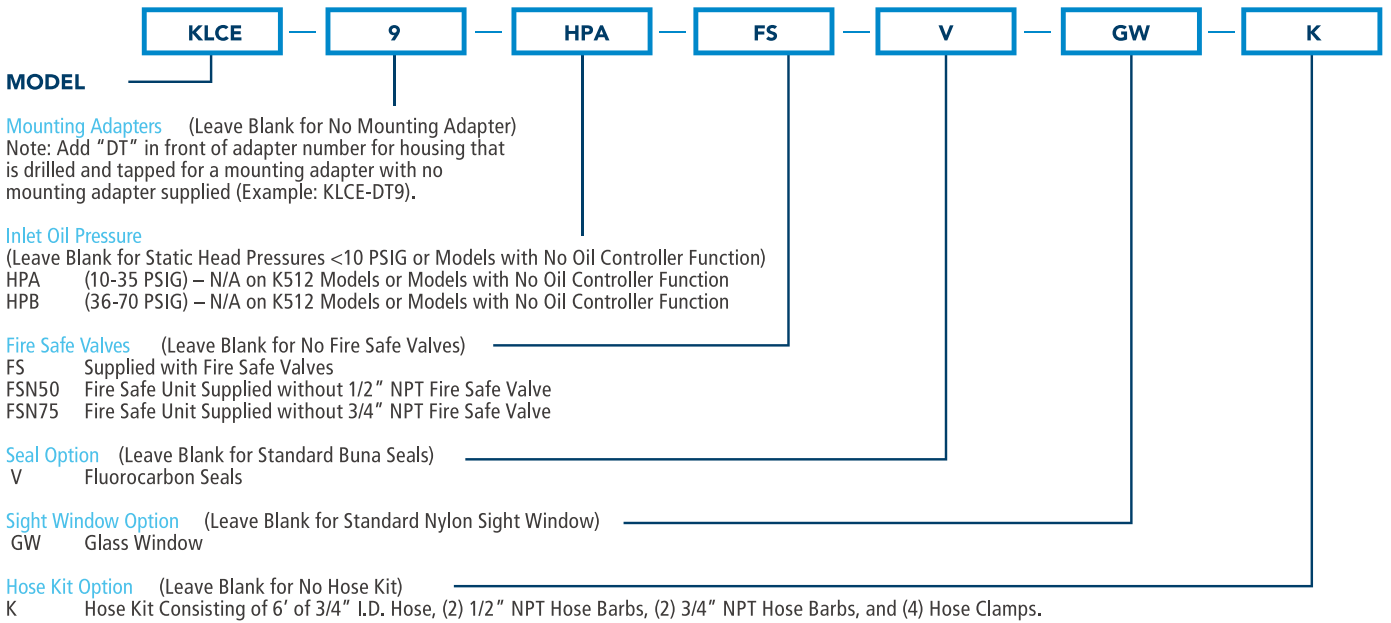 KLCE — 9 — HPA — FS — V — GW — K
MODEL
Mounting Adapters (Leave Blank for No Mounting Adapter)
Note: Add “DT” in front of adapter number for housing that
is drilled and tapped for a mounting adapter with no
mounting adapter supplied (Example: KLCE-DT9).
Inlet Oil Pressure
(Leave Blank for Static Head Pressures <10 PSIG or Models with No Oil Controller Function)
HPA (10-35 PSIG) – N/A on K512 Models or Models with No Oil Controller Function
HPB (36-70 PSIG) – N/A on K512 Models or Models with No Oil Controller Function
Fire Safe Valves (Leave Blank for No Fire Safe Valves)
FS Supplied with Fire Safe Valves
FSN50 Fire Safe Unit Supplied without 1/2” NPT Fire Safe Valve
FSN75 Fire Safe Unit Supplied without 3/4” NPT Fire Safe Valve
Seal Option (Leave Blank for Standard Buna Seals)
V Fluorocarbon Seals
Sight Window Option (Leave Blank for Standard Nylon Sight Window)
GW Glass Window
Hose Kit Option (Leave Blank for No Hose Kit)
K Hose Kit Consisting of 6’ of 3/4” I.D. Hose, (2) 1/2” NPT Hose Barbs, (2) 3/4” NPT Hose Barbs, and (4) Hose Clamps.